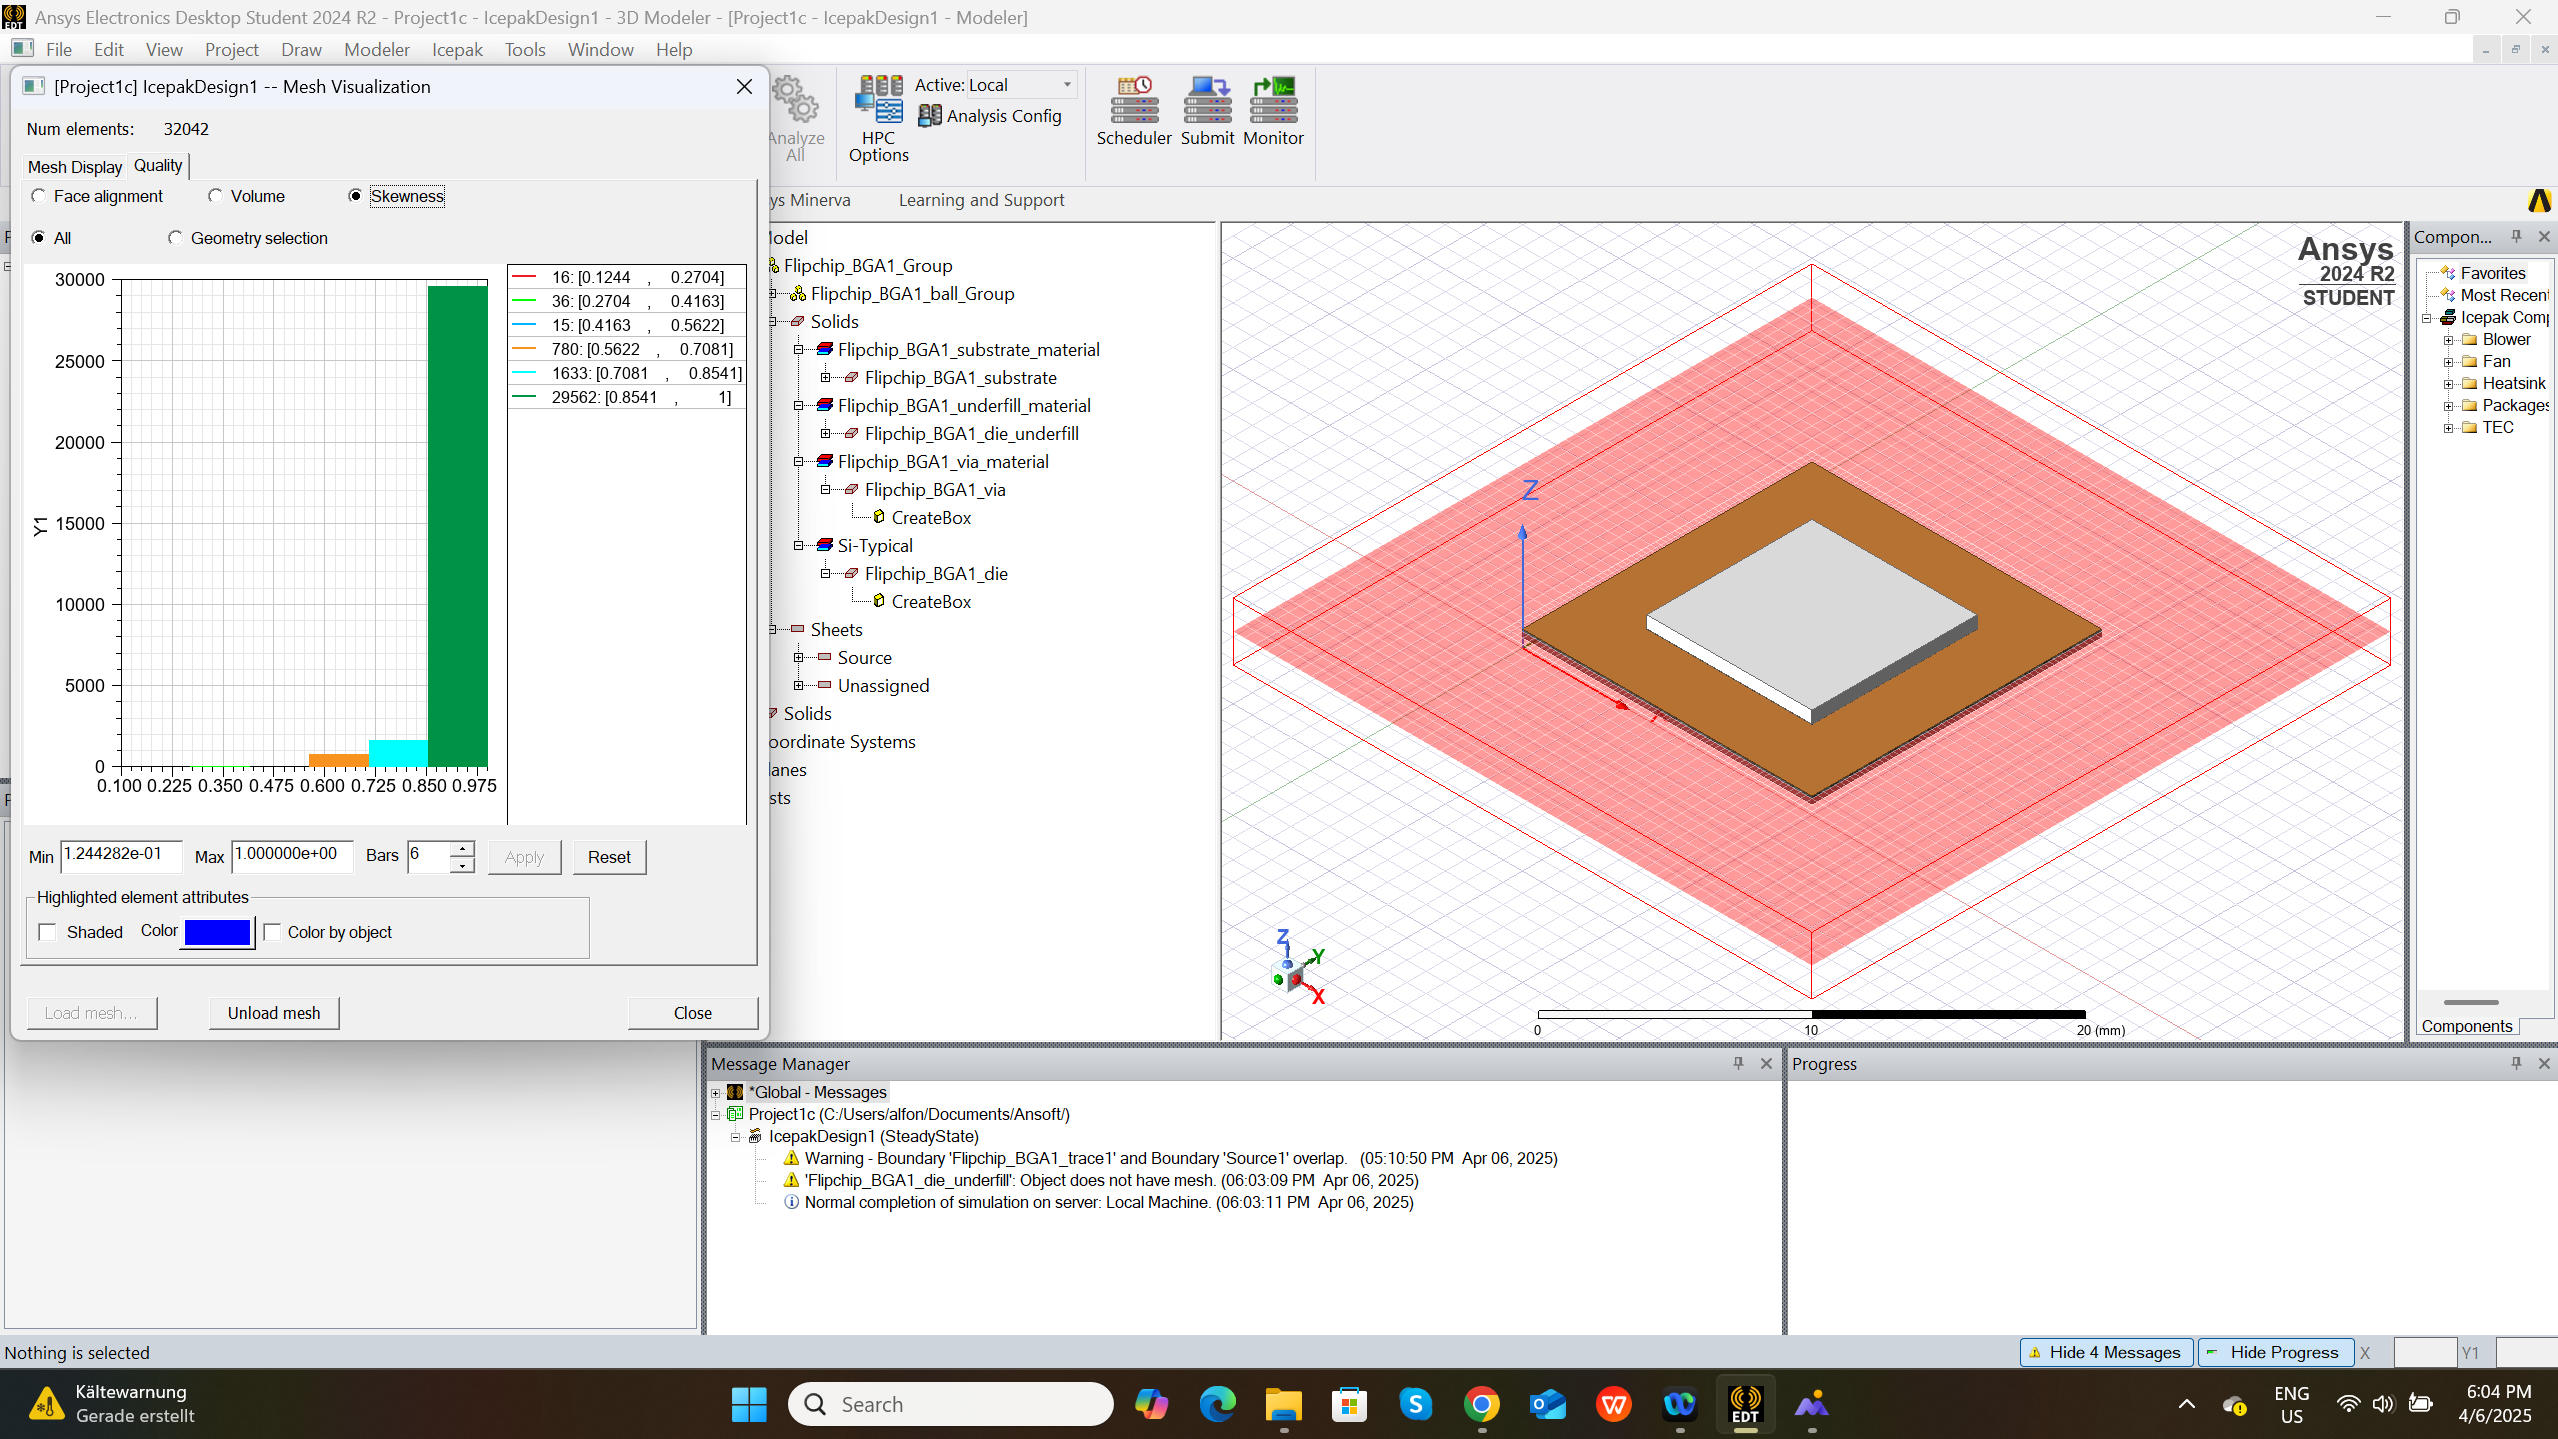 Ansys Electronics Desktop Student 2024 R2 - Project1c - IcepakDesign1 - 3D Modeler - [Project1c - IcepakDesign1 - Modeler]
File Edit View Project Draw Modeler Icepak Tools Window Help
[Project1c] IcepakDesign1 -- Mesh Visualization
Num elements: 32042
Mesh Display Quality
Face alignment Volume Skewness
All Geometry selection
30000
25000
20000
15000
10000
5000
0
Y1
0.100 0.225 0.350 0.475 0.600 0.725 0.850 0.975
16: [0.1244 , 0.2704]
36: [0.2704 , 0.4163]
15: [0.4163 , 0.5622]
780: [0.5622 , 0.7081]
1633: [0.7081 , 0.8541]
29562: [0.8541 , 1]
Min 1.244282e-01 Max 1.000000e+00 Bars 6 Apply Reset
Highlighted element attributes
Shaded Color Color by object
Load mesh... Unload mesh Close
Analyze
All
HPC
Options
Active: Local
Analysis Config
Scheduler Submit Monitor
ys Minerva Learning and Support
odel
Flipchip_BGA1_Group
Flipchip_BGA1_ball_Group
Solids
Flipchip_BGA1_substrate_material
Flipchip_BGA1_substrate
Flipchip_BGA1_underfill_material
Flipchip_BGA1_die_underfill
Flipchip_BGA1_via_material
Flipchip_BGA1_via
CreateBox
Si-Typical
Flipchip_BGA1_die
CreateBox
Sheets
Source
Unassigned
Solids
oordinate Systems
lanes
sts
Ansys
2024 R2
STUDENT
Z
Z
Y
X
0 10 20 (mm)
Compon...
Favorites
Most Recent
Icepak Comp
Blower
Fan
Heatsink
Packages
TEC
Components
Message Manager
*Global - Messages
Project1c (C:/Users/alfon/Documents/Ansoft/)
IcepakDesign1 (SteadyState)
Warning - Boundary 'Flipchip_BGA1_trace1' and Boundary 'Source1' overlap. (05:10:50 PM Apr 06, 2025)
'Flipchip_BGA1_die_underfill': Object does not have mesh. (06:03:09 PM Apr 06, 2025)
Normal completion of simulation on server: Local Machine. (06:03:11 PM Apr 06, 2025)
Progress
Nothing is selected
Hide 4 Messages Hide Progress X Y1
Kältewarnung
Gerade erstellt
Search
EDT
ENG
US
6:04 PM
4/6/2025